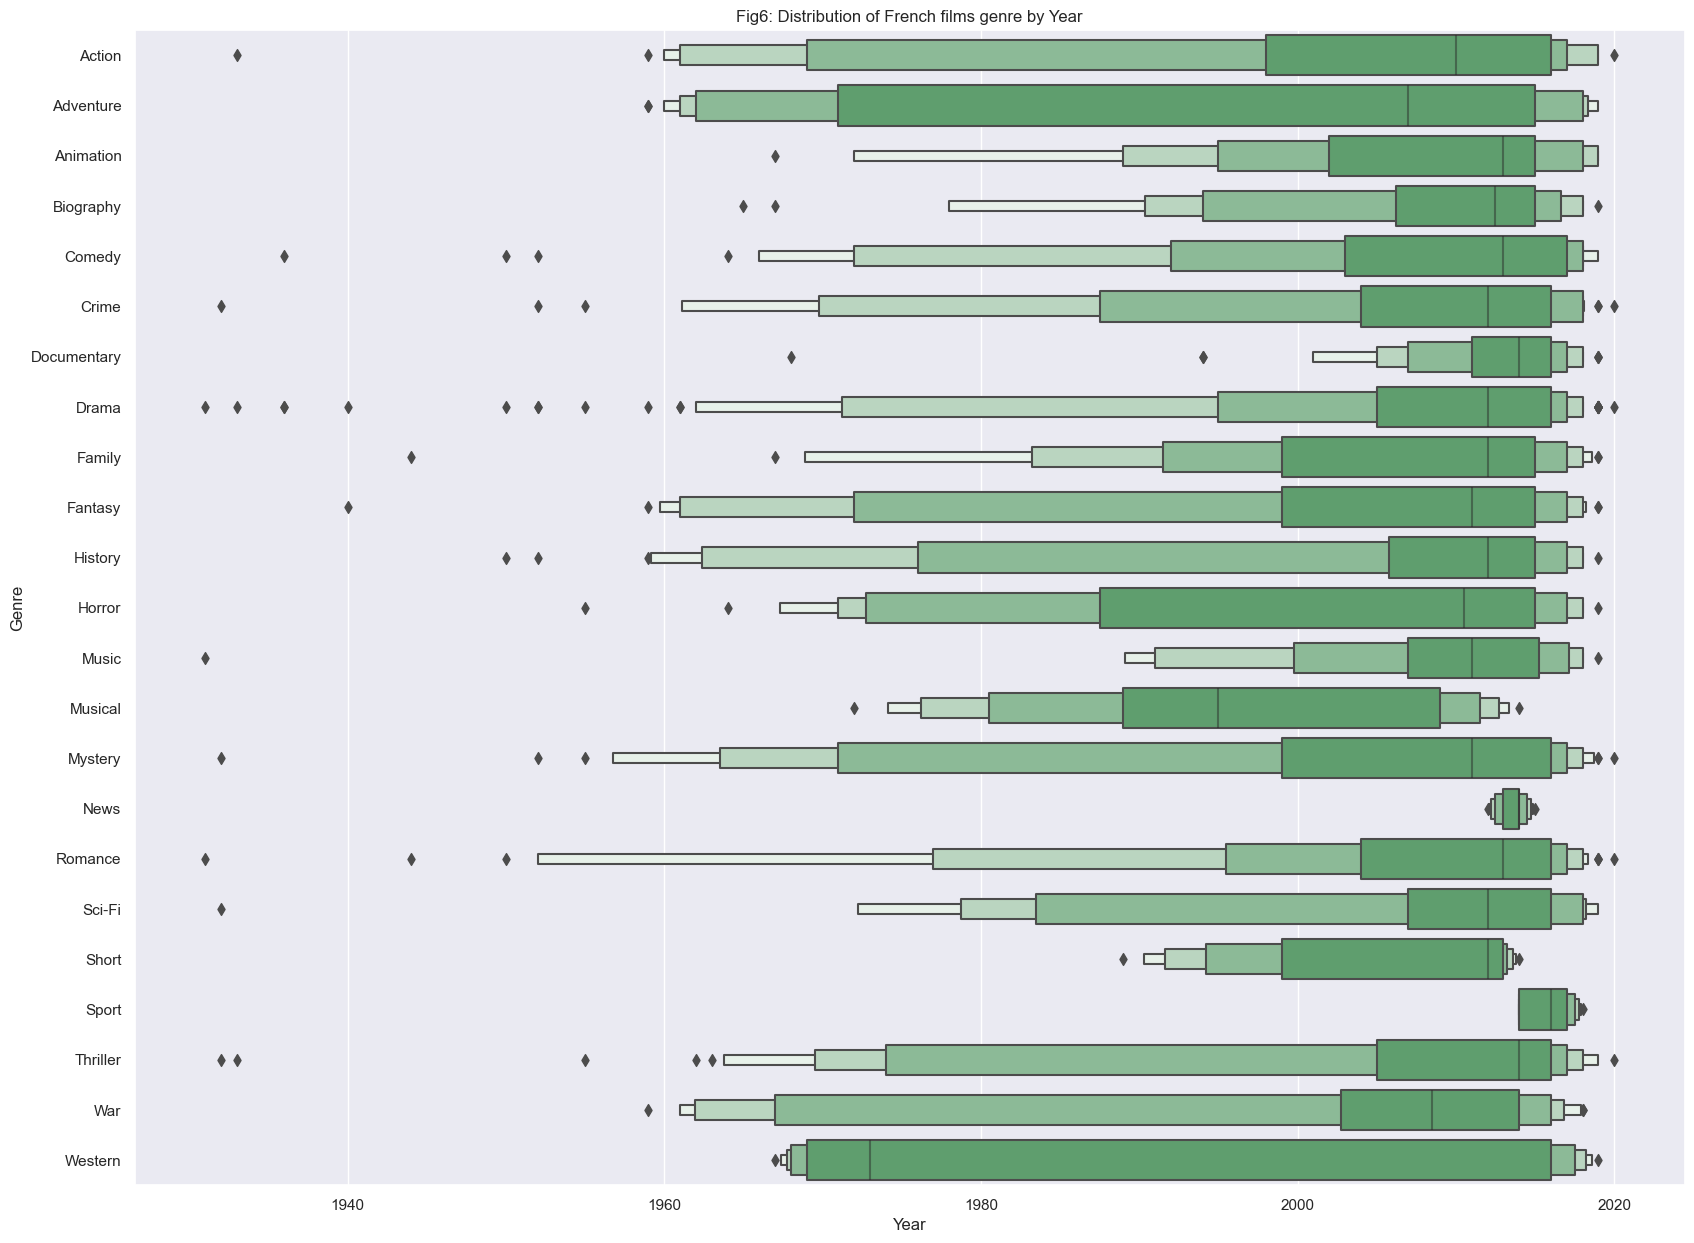 Fig6: Distribution of French films genre by Year
Action
Adventure
Animation
Biography
Comedy
Crime
Documentary
Drama
Family
Fantasy
History
Horror
Music
Musical
Mystery
News
Romance
Sci-Fi
Short
Sport
Thriller
War
Western
Genre
1940 1960 1980 2000 2020
Year